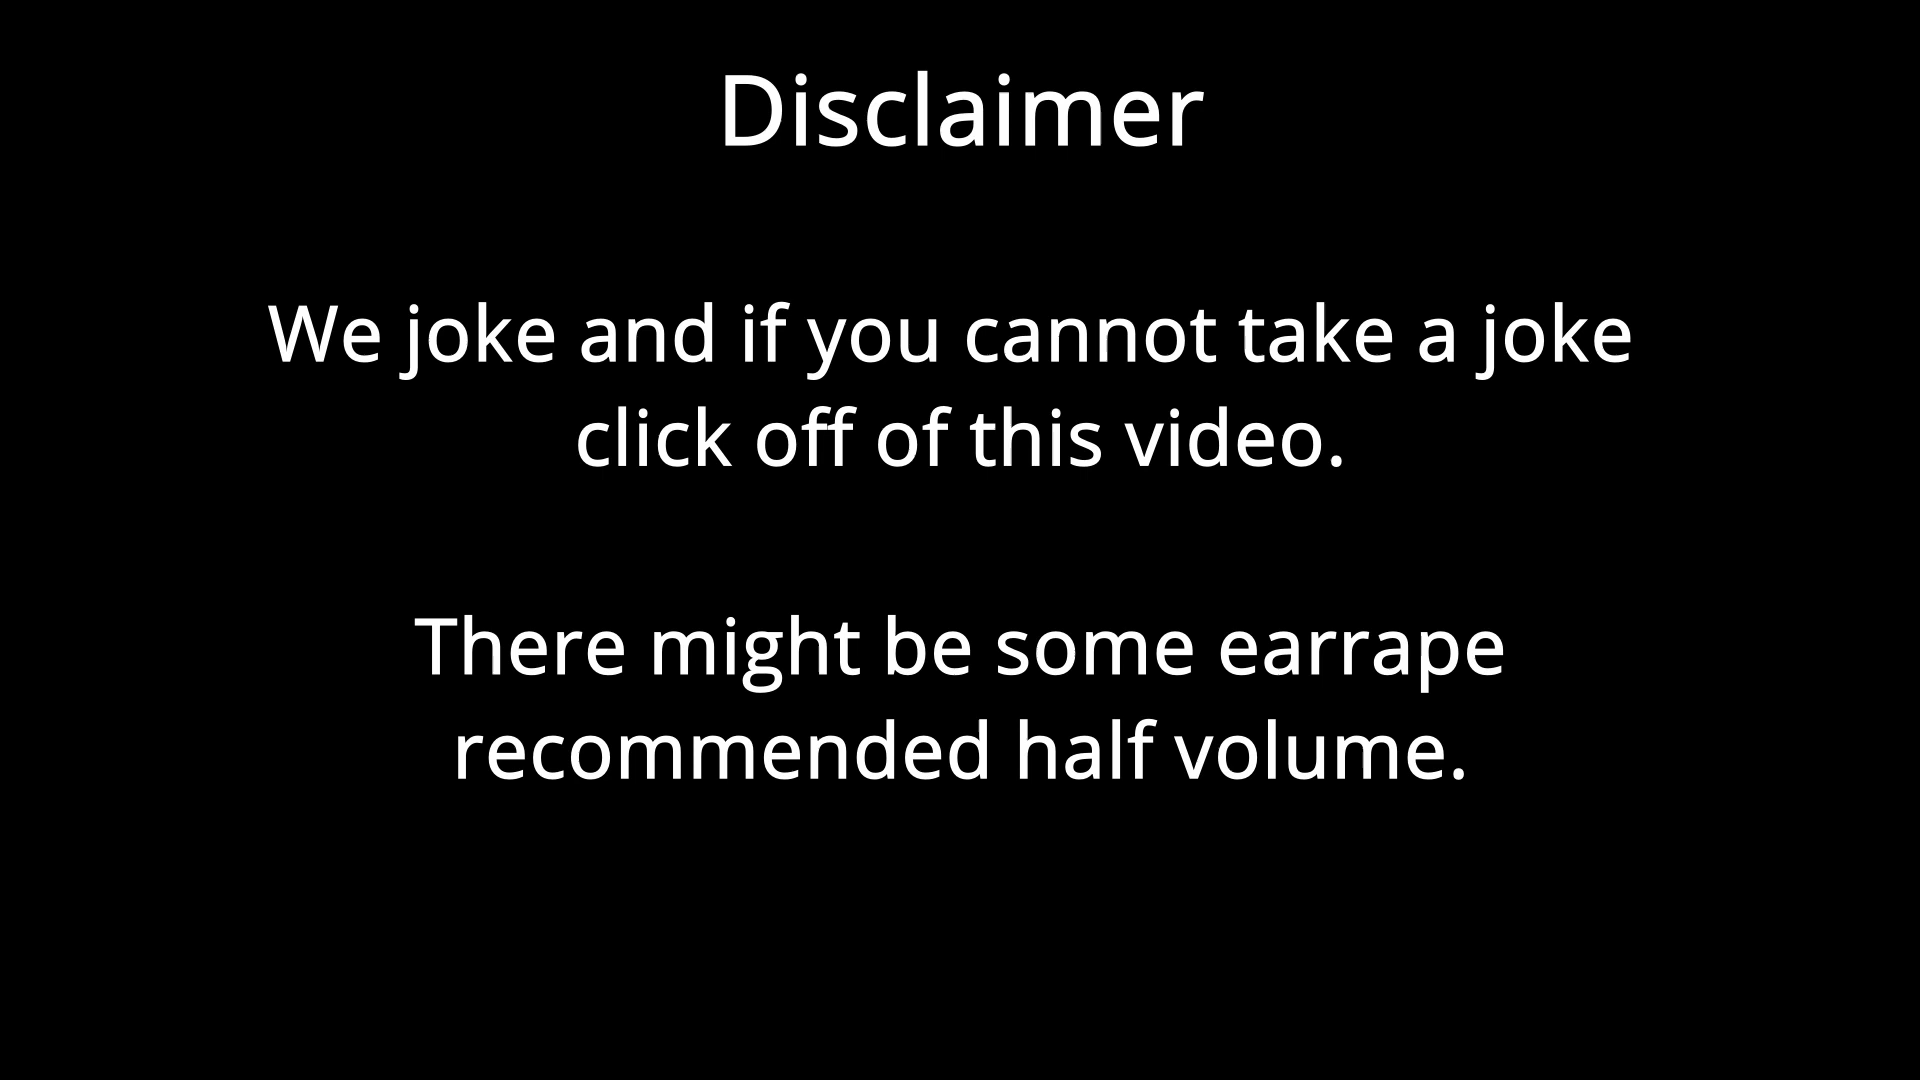 Disclaimer
We joke and if you cannot take a joke
click off of this video.
There might be some earrape
recommended half volume.